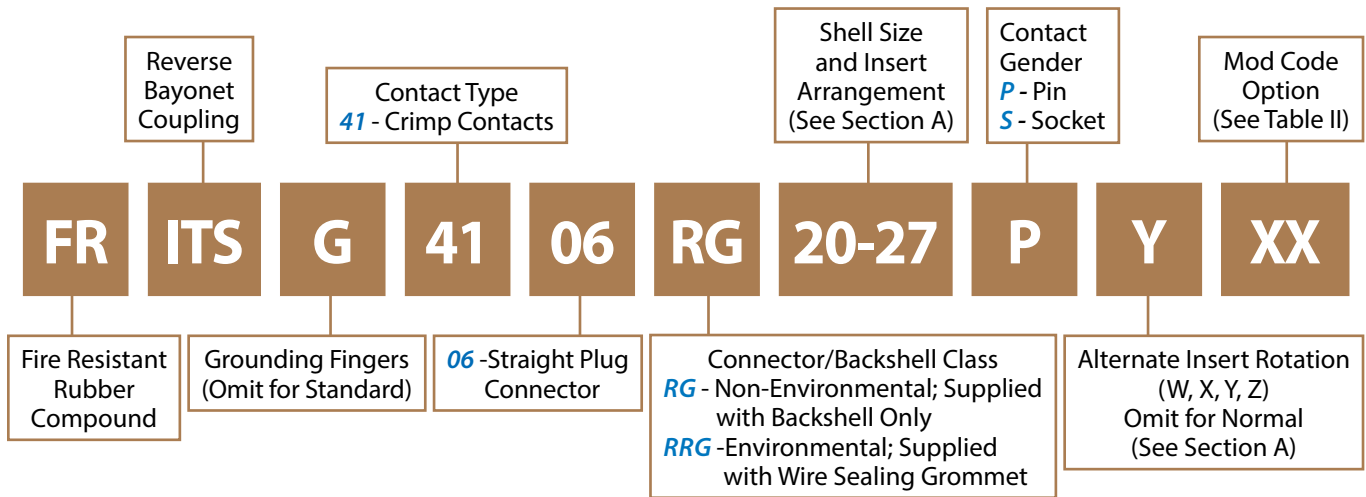 Reverse
Bayonet
Coupling
Contact Type
41 - Crimp Contacts
Shell Size
and Insert
Arrangement
(See Section A)
Contact
Gender
P - Pin
S - Socket
Mod Code
Option
(See Table II)
FR ITS G 41 06 RG 20-27 P Y XX
Fire Resistant
Rubber
Compound
Grounding Fingers
(Omit for Standard)
06 -Straight Plug
Connector
Connector/Backshell Class
RG - Non-Environmental; Supplied
with Backshell Only
RRG -Environmental; Supplied
with Wire Sealing Grommet
Alternate Insert Rotation
(W, X, Y, Z)
Omit for Normal
(See Section A)